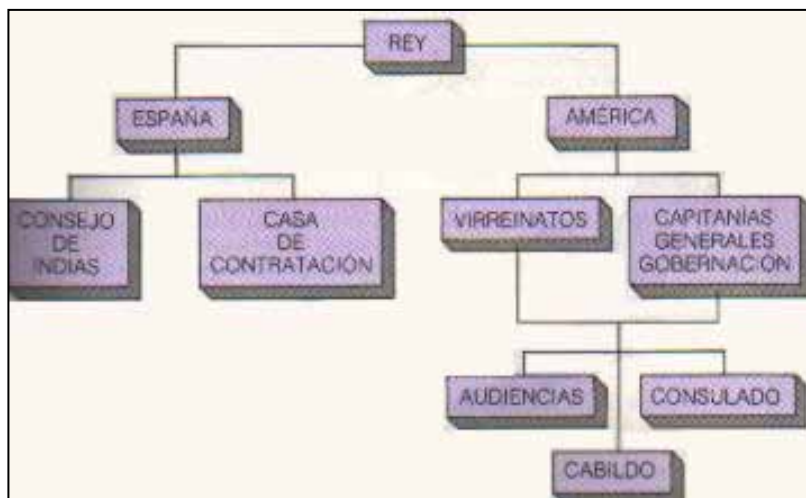 REY
ESPAÑA
AMÉRICA
CONSEJO
DE
INDIAS
CASA
DE
CONTRATACIÓN
VIRREINATOS
CAPITANÍAS
GENERALES
GOBERNACIÓN
AUDIENCIAS
CONSULADO
CABILDO